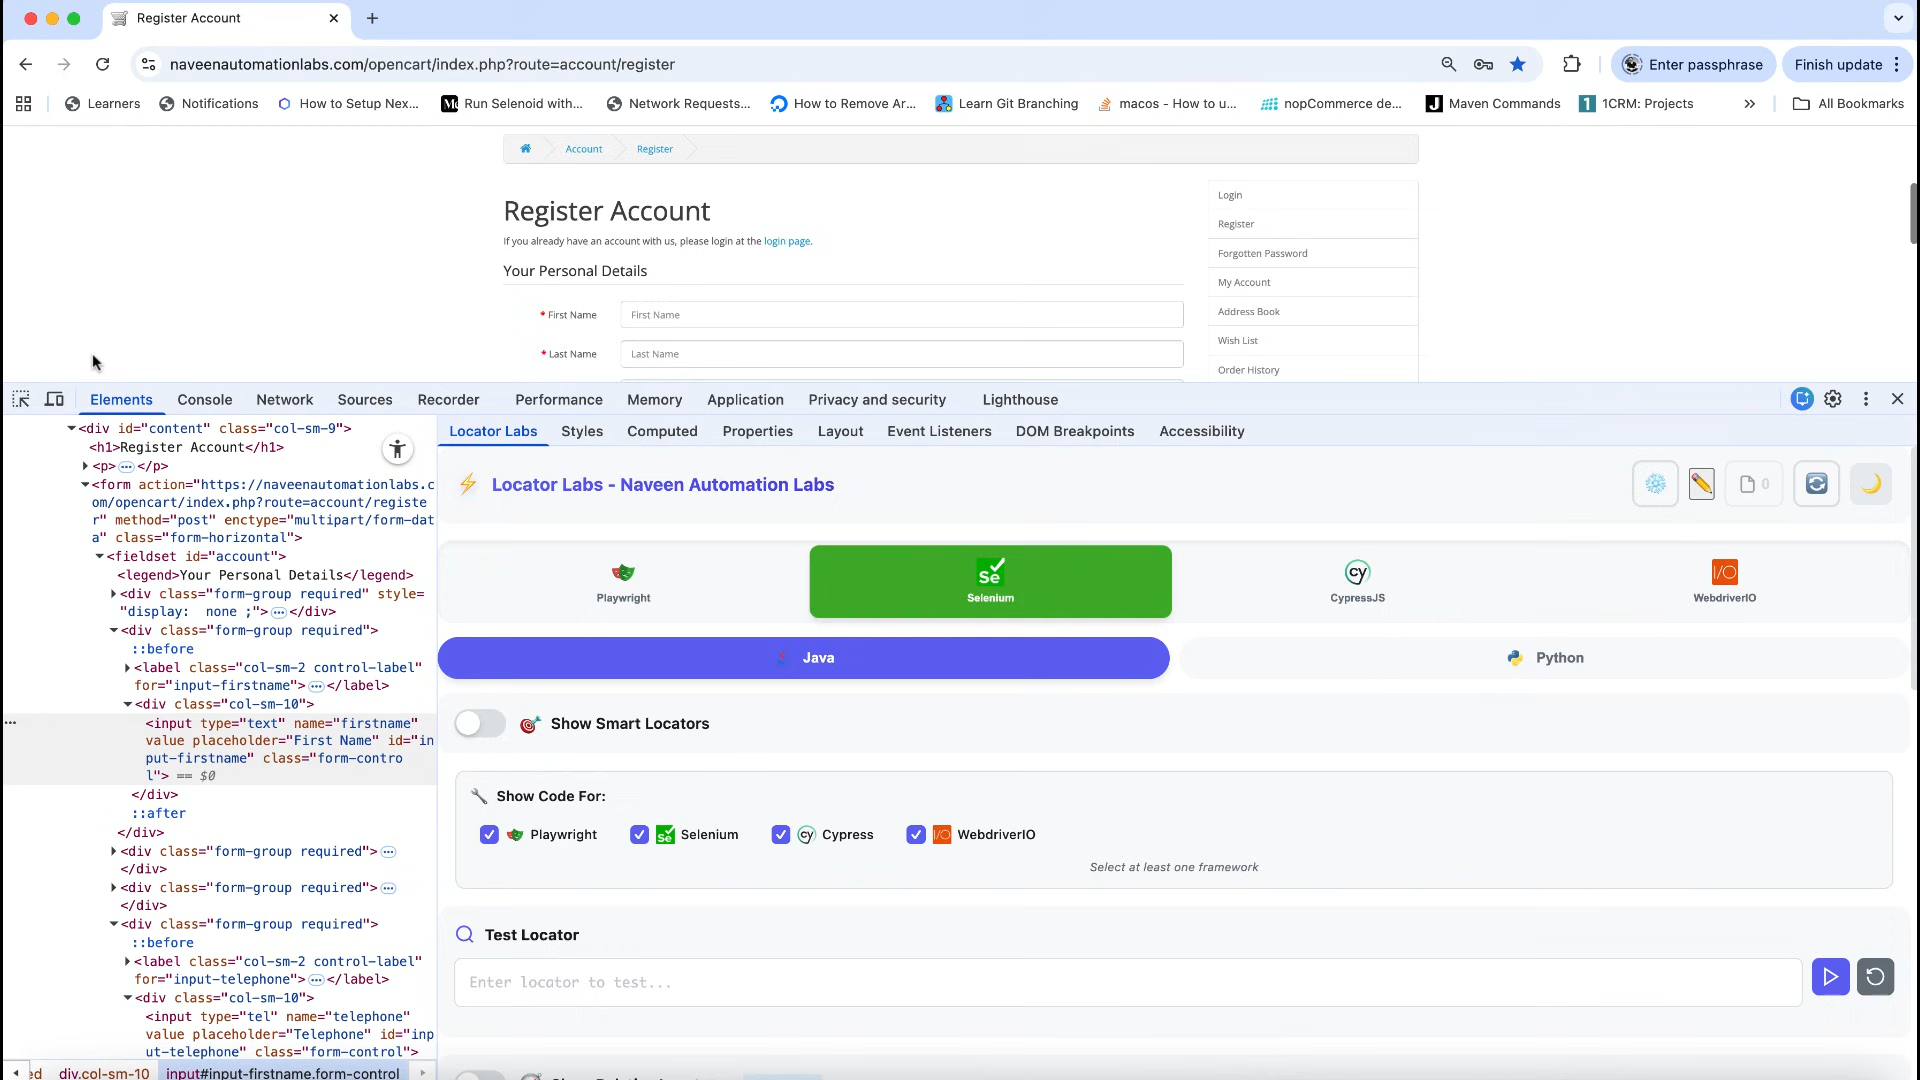 Register Account
naveenautomationlabs.com/opencart/index.php?route=account/register
Enter passphrase
Finish update
Learners
Notifications
How to Setup Nex...
Run Selenoid with...
Network Requests...
How to Remove Ar...
Learn Git Branching
macos - How to u...
nopCommerce de...
Maven Commands
1CRM: Projects
All Bookmarks
Account
Register
Register Account
If you already have an account with us, please login at the login page.
Your Personal Details
* First Name
First Name
* Last Name
Last Name
Login
Register
Forgotten Password
My Account
Address Book
Wish List
Order History
Elements
Console
Network
Sources
Recorder
Performance
Memory
Application
Privacy and security
Lighthouse
<div id="content" class="col-sm-9">
<h1>Register Account</h1>
<p>…</p>
<form action="https://naveenautomationlabs.c
om/opencart/index.php?route=account/registe
r" method="post" enctype="multipart/form-dat
a" class="form-horizontal">
<fieldset id="account">
<legend>Your Personal Details</legend>
<div class="form-group required" style=
"display: none ;">…</div>
<div class="form-group required">
::before
<label class="col-sm-2 control-label"
for="input-firstname">…</label>
<div class="col-sm-10">
<input type="text" name="firstname"
value placeholder="First Name" id="in
put-firstname" class="form-contro
l"> == $0
</div>
::after
</div>
<div class="form-group required">…
</div>
<div class="form-group required">…
</div>
<div class="form-group required">
::before
<label class="col-sm-2 control-label"
for="input-telephone">…</label>
<div class="col-sm-10">
<input type="tel" name="telephone"
value placeholder="Telephone" id="inp
ut-telephone" class="form-control">
ed div.col-sm-10 input#input-firstname.form-control
Locator Labs
Styles
Computed
Properties
Layout
Event Listeners
DOM Breakpoints
Accessibility
Locator Labs - Naveen Automation Labs
0
Playwright
Se
Selenium
cy
CypressJS
I/O
WebdriverIO
Java
Python
Show Smart Locators
Show Code For:
Playwright
Selenium
Cypress
WebdriverIO
Select at least one framework
Test Locator
Enter locator to test...